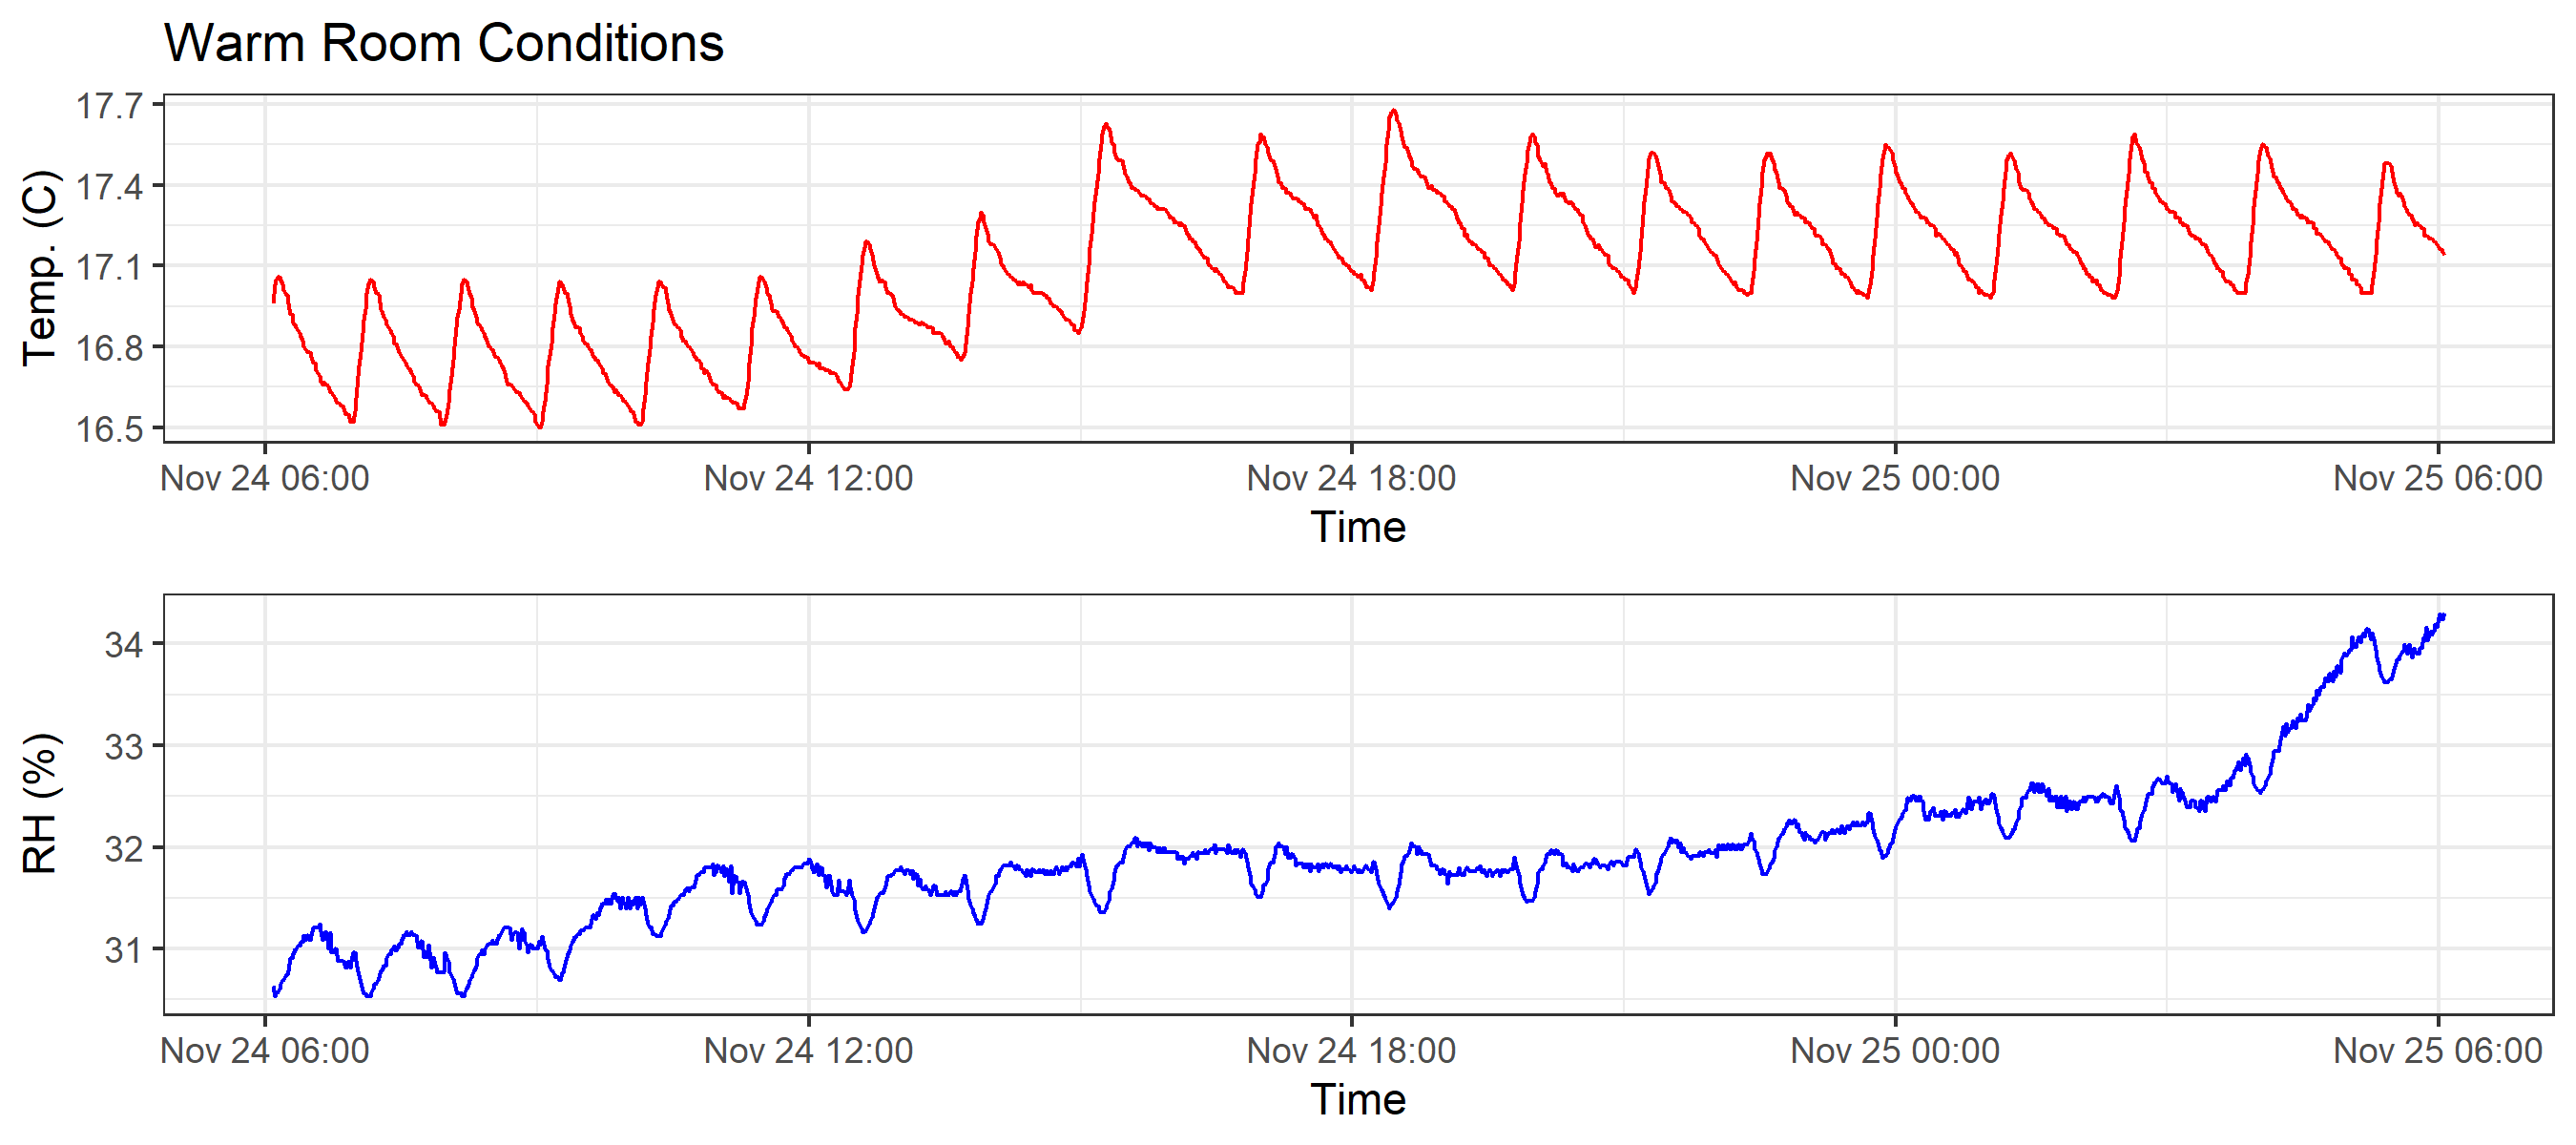 Warm Room Conditions
Temp. (C)
17.7
17.4
17.1
16.8
16.5
Nov 24 06:00 Nov 24 12:00 Nov 24 18:00 Nov 25 00:00 Nov 25 06:00
Time
RH (%)
34
33
32
31
Nov 24 06:00 Nov 24 12:00 Nov 24 18:00 Nov 25 00:00 Nov 25 06:00
Time